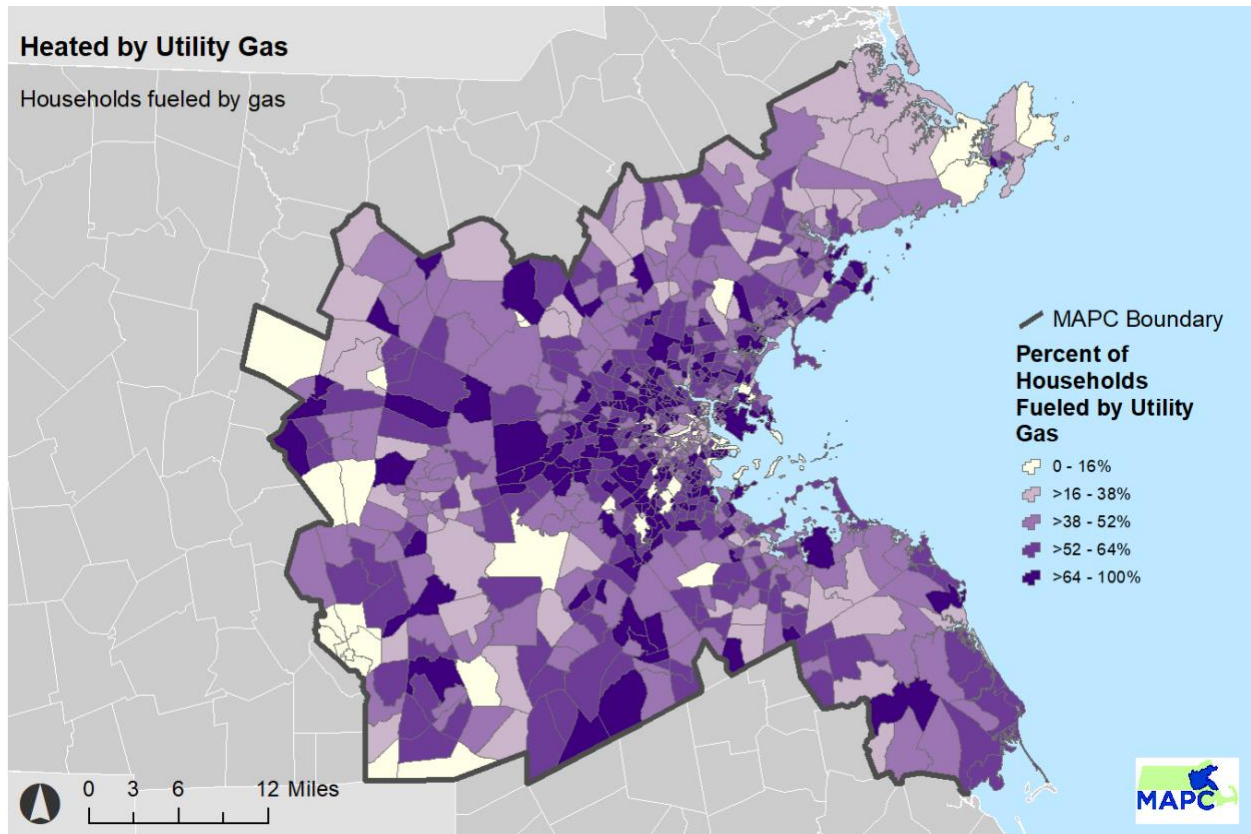 Heated by Utility Gas
Households fueled by gas
MAPC Boundary
Percent of
Households
Fueled by Utility
Gas
0 - 16%
>16 - 38%
>38 - 52%
>52 - 64%
>64 - 100%
0 3 6 12 Miles
MAPC